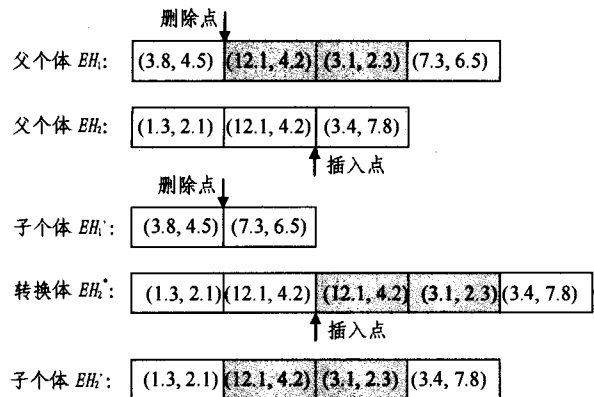 删除点
父个体 EH₁: (3.8, 4.5) (12.1, 4.2) (3.1, 2.3) (7.3, 6.5)
父个体 EH₂: (1.3, 2.1) (12.1, 4.2) (3.4, 7.8)
插入点
删除点
子个体 EH₁': (3.8, 4.5) (7.3, 6.5)
转换体 EH₂*: (1.3, 2.1) (12.1, 4.2) (12.1, 4.2) (3.1, 2.3) (3.4, 7.8)
插入点
子个体 EH₂': (1.3, 2.1) (12.1, 4.2) (3.1, 2.3) (3.4, 7.8)